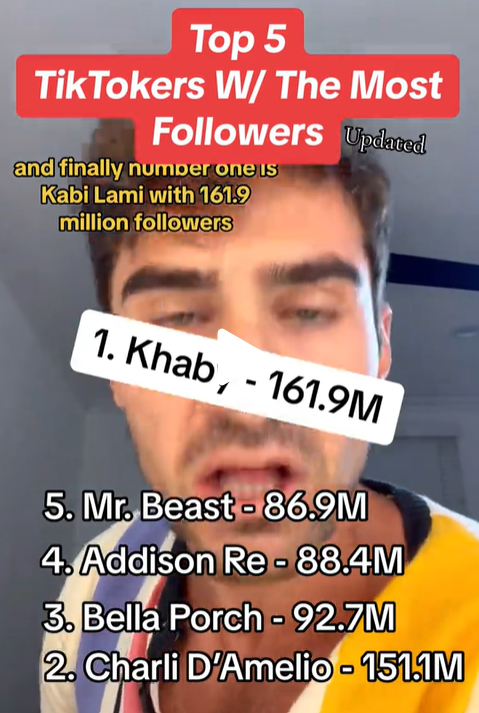 Top 5
TikTokers W/ The Most
Followers
Updated
and finally number one is
Kabi Lami with 161.9
million followers
1. Khaby - 161.9M
5. Mr. Beast - 86.9M
4. Addison Re - 88.4M
3. Bella Porch - 92.7M
2. Charli D'Amelio - 151.1M